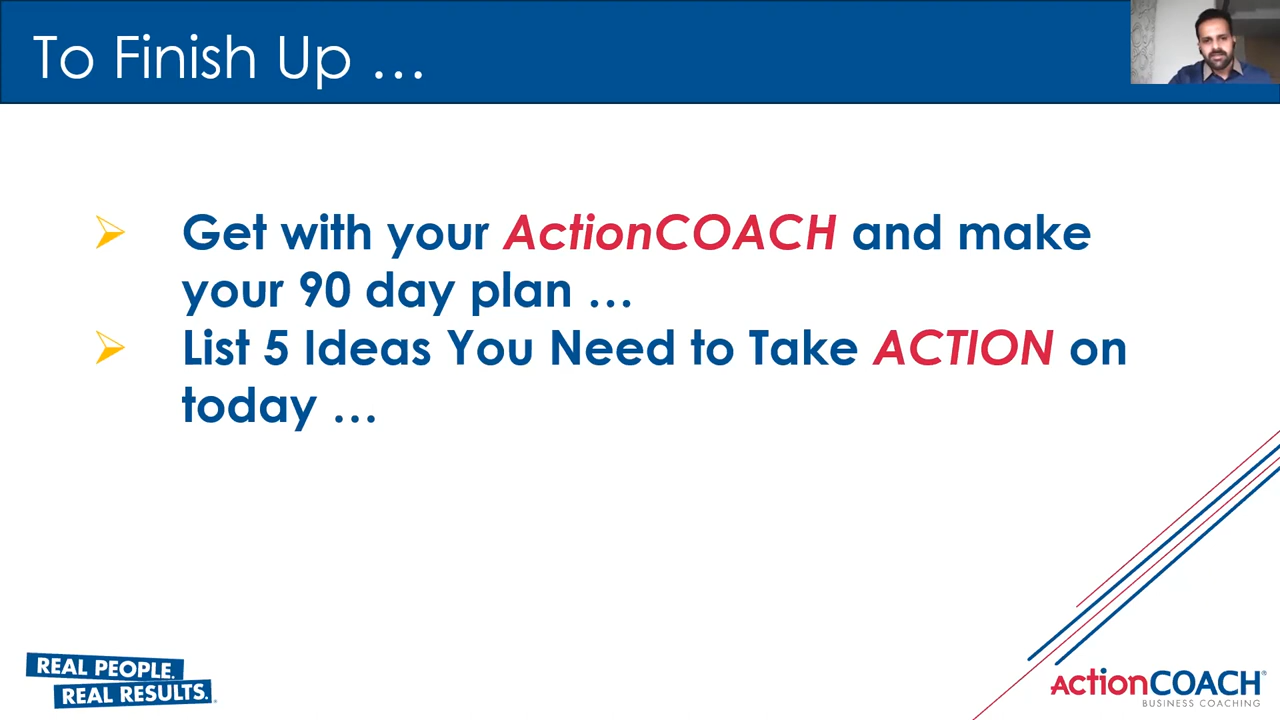 To Finish Up …
Get with your ActionCOACH and make
your 90 day plan …
List 5 Ideas You Need to Take ACTION on
today …
REAL PEOPLE.
REAL RESULTS.
ActionCOACH®
BUSINESS COACHING